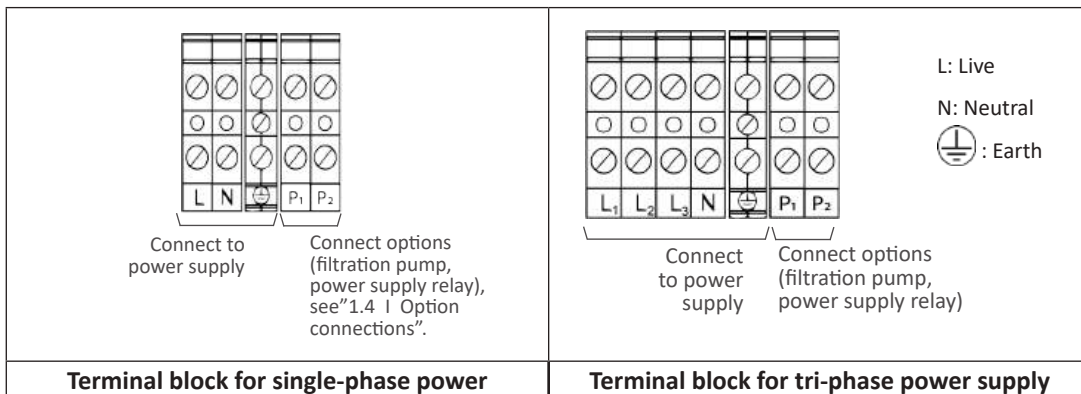 L N P₁ P₂
Connect to
power supply
Connect options
(filtration pump,
power supply relay),
see"1.4 I Option
connections".
Terminal block for single-phase power
L₁ L₂ L₃ N P₁ P₂
Connect
to power
supply
Connect options
(filtration pump,
power supply relay)
L: Live
N: Neutral
: Earth
Terminal block for tri-phase power supply